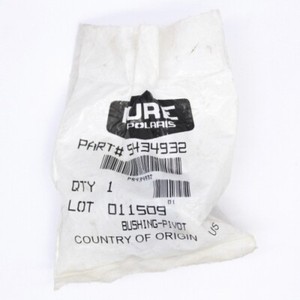 PURE
POLARIS
PART# 5434932
QTY 1
LOT 011509
BUSHING-PIVOT
COUNTRY OF ORIGIN US